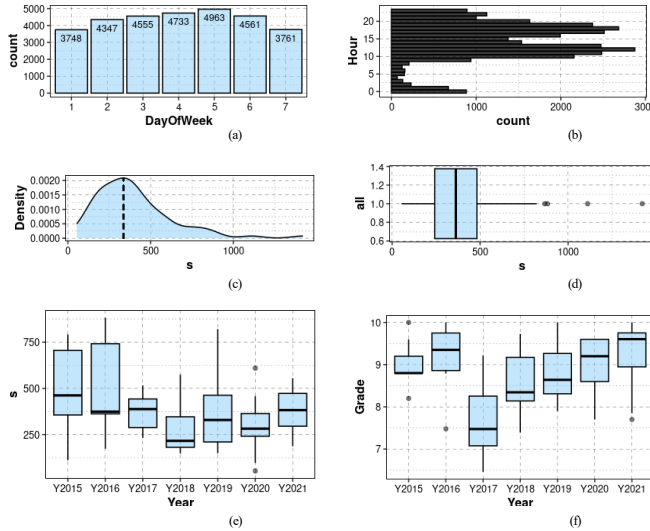 5000
4000
3000
2000
1000
0
count
3748
4347
4555
4733
4963
4561
3761
1 2 3 4 5 6 7
DayOfWeek
(a)
20
15
10
5
0
Hour
0 1000 2000 3000
count
(b)
0.0020
0.0015
0.0010
0.0005
0.0000
Density
0 500 1000
s
(c)
1.4
1.2
1.0
0.8
0.6
all
0 500 1000
s
(d)
750
500
250
s
Y2015 Y2016 Y2017 Y2018 Y2019 Y2020 Y2021
Year
(e)
10
9
8
7
Grade
Y2015 Y2016 Y2017 Y2018 Y2019 Y2020 Y2021
Year
(f)